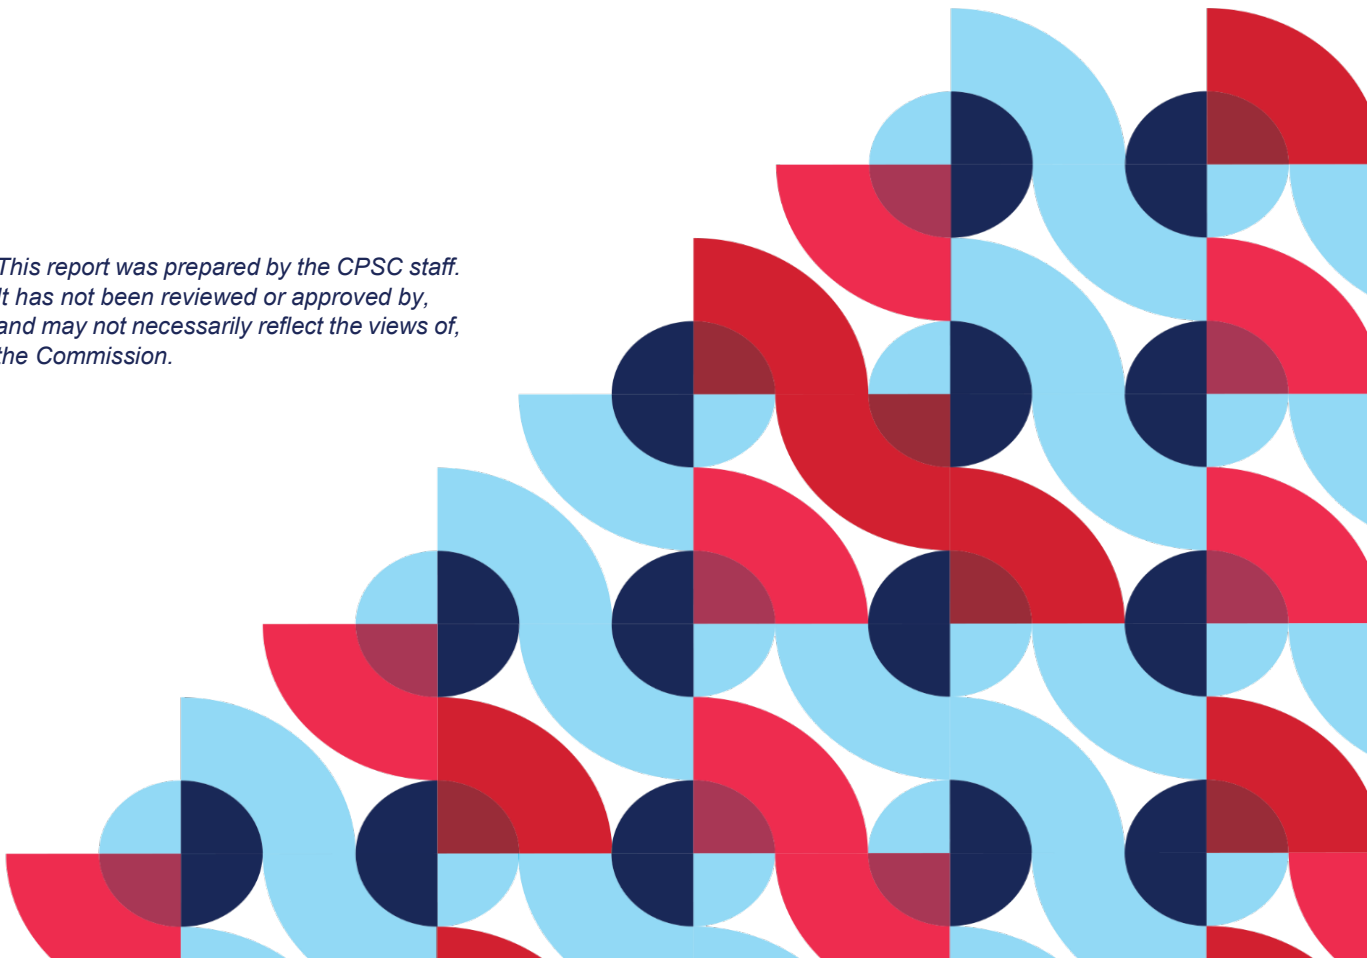 This report was prepared by the CPSC staff.
It has not been reviewed or approved by,
and may not necessarily reflect the views of,
the Commission.